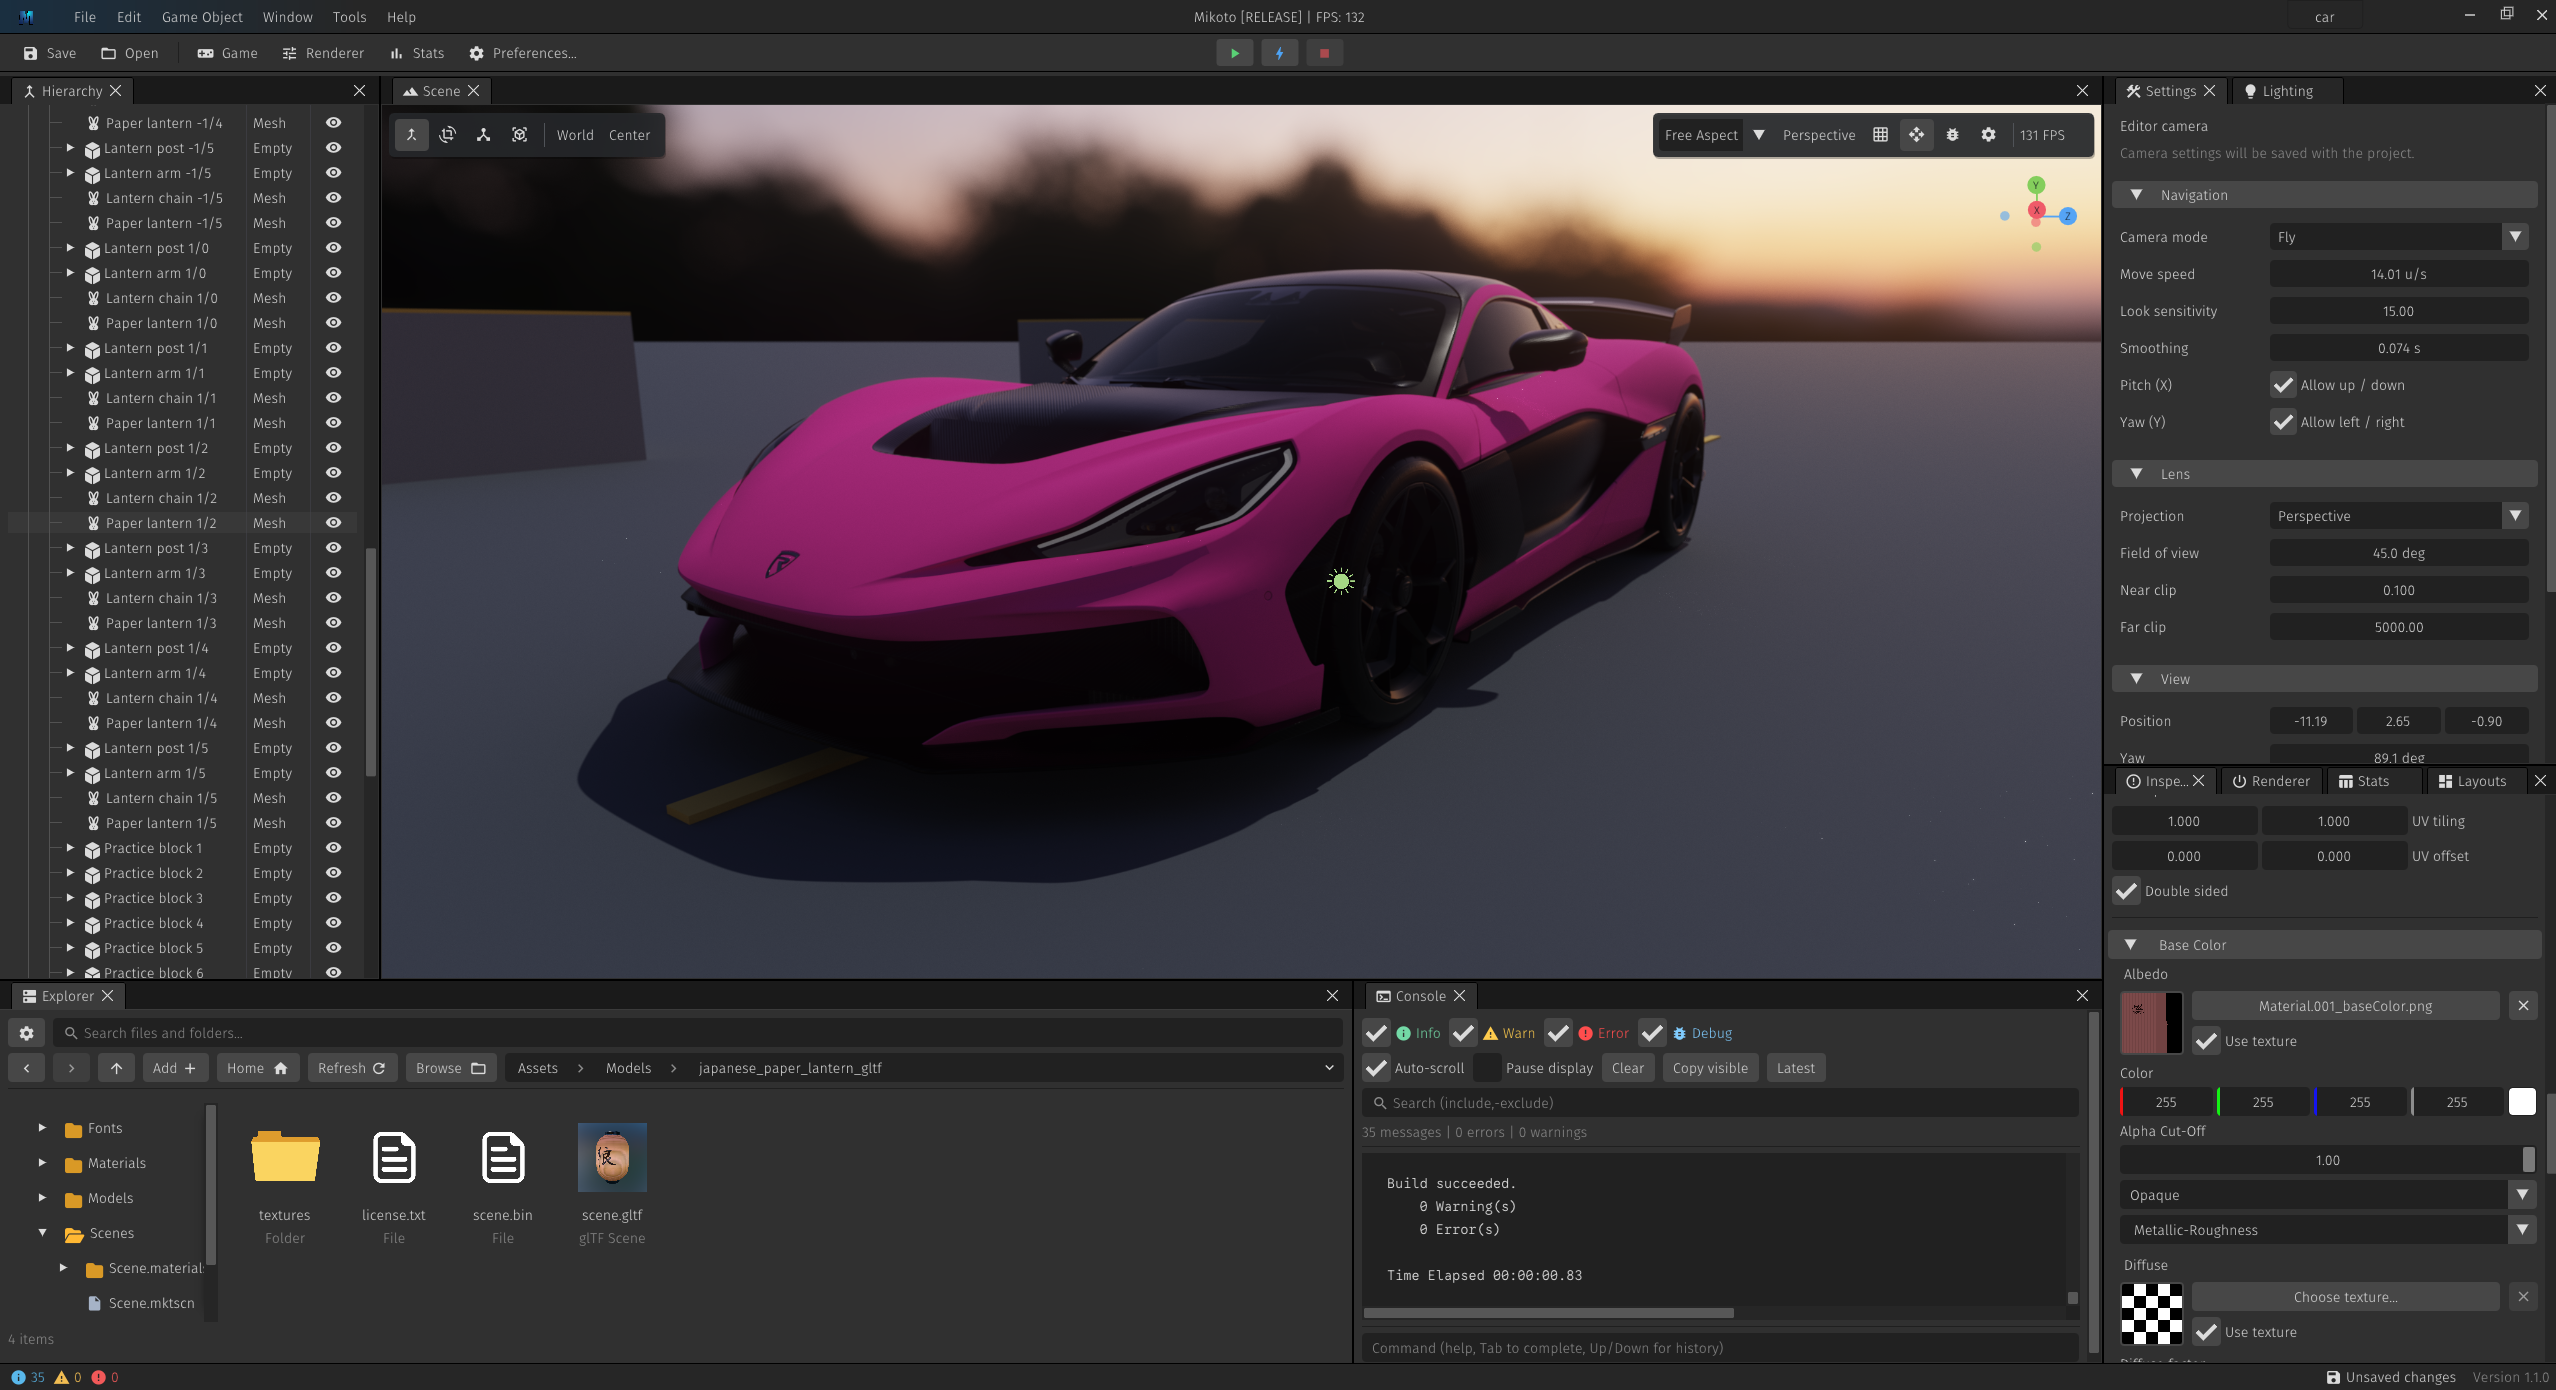 File Edit Game Object Window Tools Help
Mikoto [RELEASE] | FPS: 132
car
Save Open Game Renderer Stats Preferences...
Hierarchy
Paper lantern -1/4 Mesh
Lantern post -1/5 Empty
Lantern arm -1/5 Empty
Lantern chain -1/5 Mesh
Paper lantern -1/5 Mesh
Lantern post 1/0 Empty
Lantern arm 1/0 Empty
Lantern chain 1/0 Mesh
Paper lantern 1/0 Mesh
Lantern post 1/1 Empty
Lantern arm 1/1 Empty
Lantern chain 1/1 Mesh
Paper lantern 1/1 Mesh
Lantern post 1/2 Empty
Lantern arm 1/2 Empty
Lantern chain 1/2 Mesh
Paper lantern 1/2 Mesh
Lantern post 1/3 Empty
Lantern arm 1/3 Empty
Lantern chain 1/3 Mesh
Paper lantern 1/3 Mesh
Lantern post 1/4 Empty
Lantern arm 1/4 Empty
Lantern chain 1/4 Mesh
Paper lantern 1/4 Mesh
Lantern post 1/5 Empty
Lantern arm 1/5 Empty
Lantern chain 1/5 Mesh
Paper lantern 1/5 Mesh
Practice block 1 Empty
Practice block 2 Empty
Practice block 3 Empty
Practice block 4 Empty
Practice block 5 Empty
Practice block 6 Empty
Scene
World Center
Free Aspect Perspective 131 FPS
Y
X
Z
Settings Lighting
Editor camera
Camera settings will be saved with the project.
Navigation
Camera mode Fly
Move speed 14.01 u/s
Look sensitivity 15.00
Smoothing 0.074 s
Pitch (X) Allow up / down
Yaw (Y) Allow left / right
Lens
Projection Perspective
Field of view 45.0 deg
Near clip 0.100
Far clip 5000.00
View
Position -11.19 2.65 -0.90
Yaw 89.1 deg
Inspe... Renderer Stats Layouts
1.000 1.000 UV tiling
0.000 0.000 UV offset
Double sided
Base Color
Albedo
Material.001_baseColor.png
Use texture
Color
255 255 255 255
Alpha Cut-Off
1.00
Opaque
Metallic-Roughness
Diffuse
Choose texture...
Use texture
Explorer
Search files and folders...
Add Home Refresh Browse Assets Models japanese_paper_lantern_gltf
Fonts
Materials
Models
Scenes
Scene.materials
Scene.mktscn
textures
Folder
license.txt
File
scene.bin
File
scene.gltf
glTF Scene
4 items
Console
Info Warn Error Debug
Auto-scroll Pause display Clear Copy visible Latest
Search (include,-exclude)
35 messages | 0 errors | 0 warnings
Build succeeded.
0 Warning(s)
0 Error(s)
Time Elapsed 00:00:00.83
Command (help, Tab to complete, Up/Down for history)
35 0 0
Unsaved changes Version 1.1.0